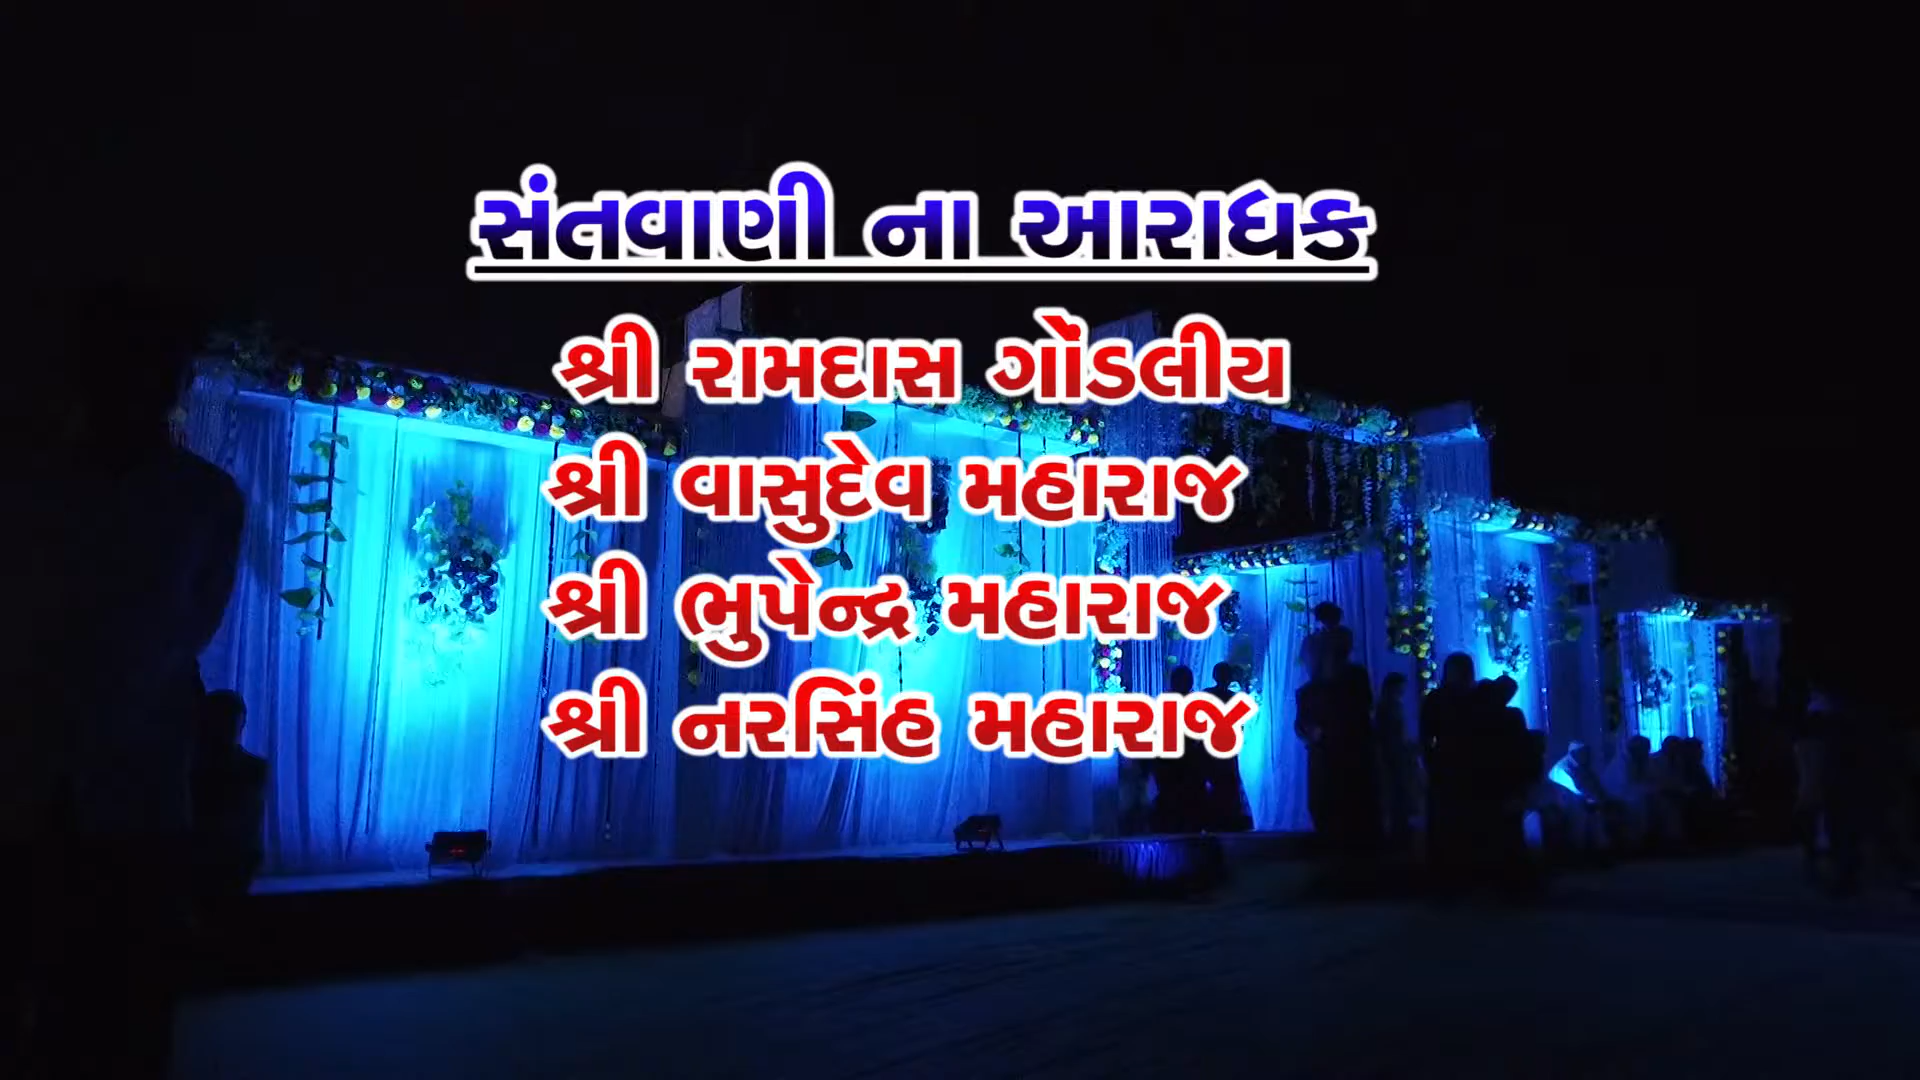 સંતવાણી ના આરાધક
શ્રી રામદાસ ગોંડલીય
શ્રી વાસુદેવ મહારાજ
શ્રી ભુપેન્દ્ર મહારાજ
શ્રી નરસિંહ મહારાજ